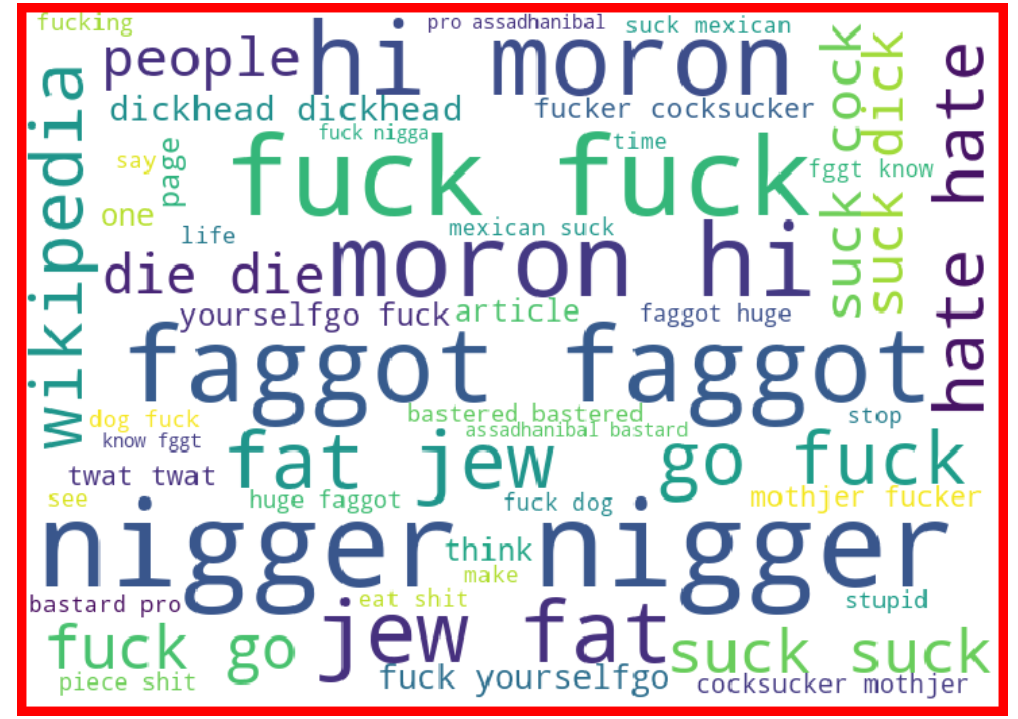 fucking
pro assadhanibal
suck mexican
people
hi moron
wikipedia
dickhead dickhead
fucker cocksucker
suck cock
suck dick
hate hate
fuck nigga
time
say
page
fuck fuck
fggt know
one
life
mexican suck
die die
moron hi
yourselfgo fuck
article
faggot huge
faggot faggot
dog fuck
bastered bastered
stop
know fggt
assadhanibal bastard
fat jew
go fuck
twat twat
see
huge faggot
fuck dog
mothjer fucker
nigger nigger
think
make
bastard pro
eat shit
stupid
jew fat
fuck go
suck suck
piece shit
fuck yourselfgo
cocksucker mothjer